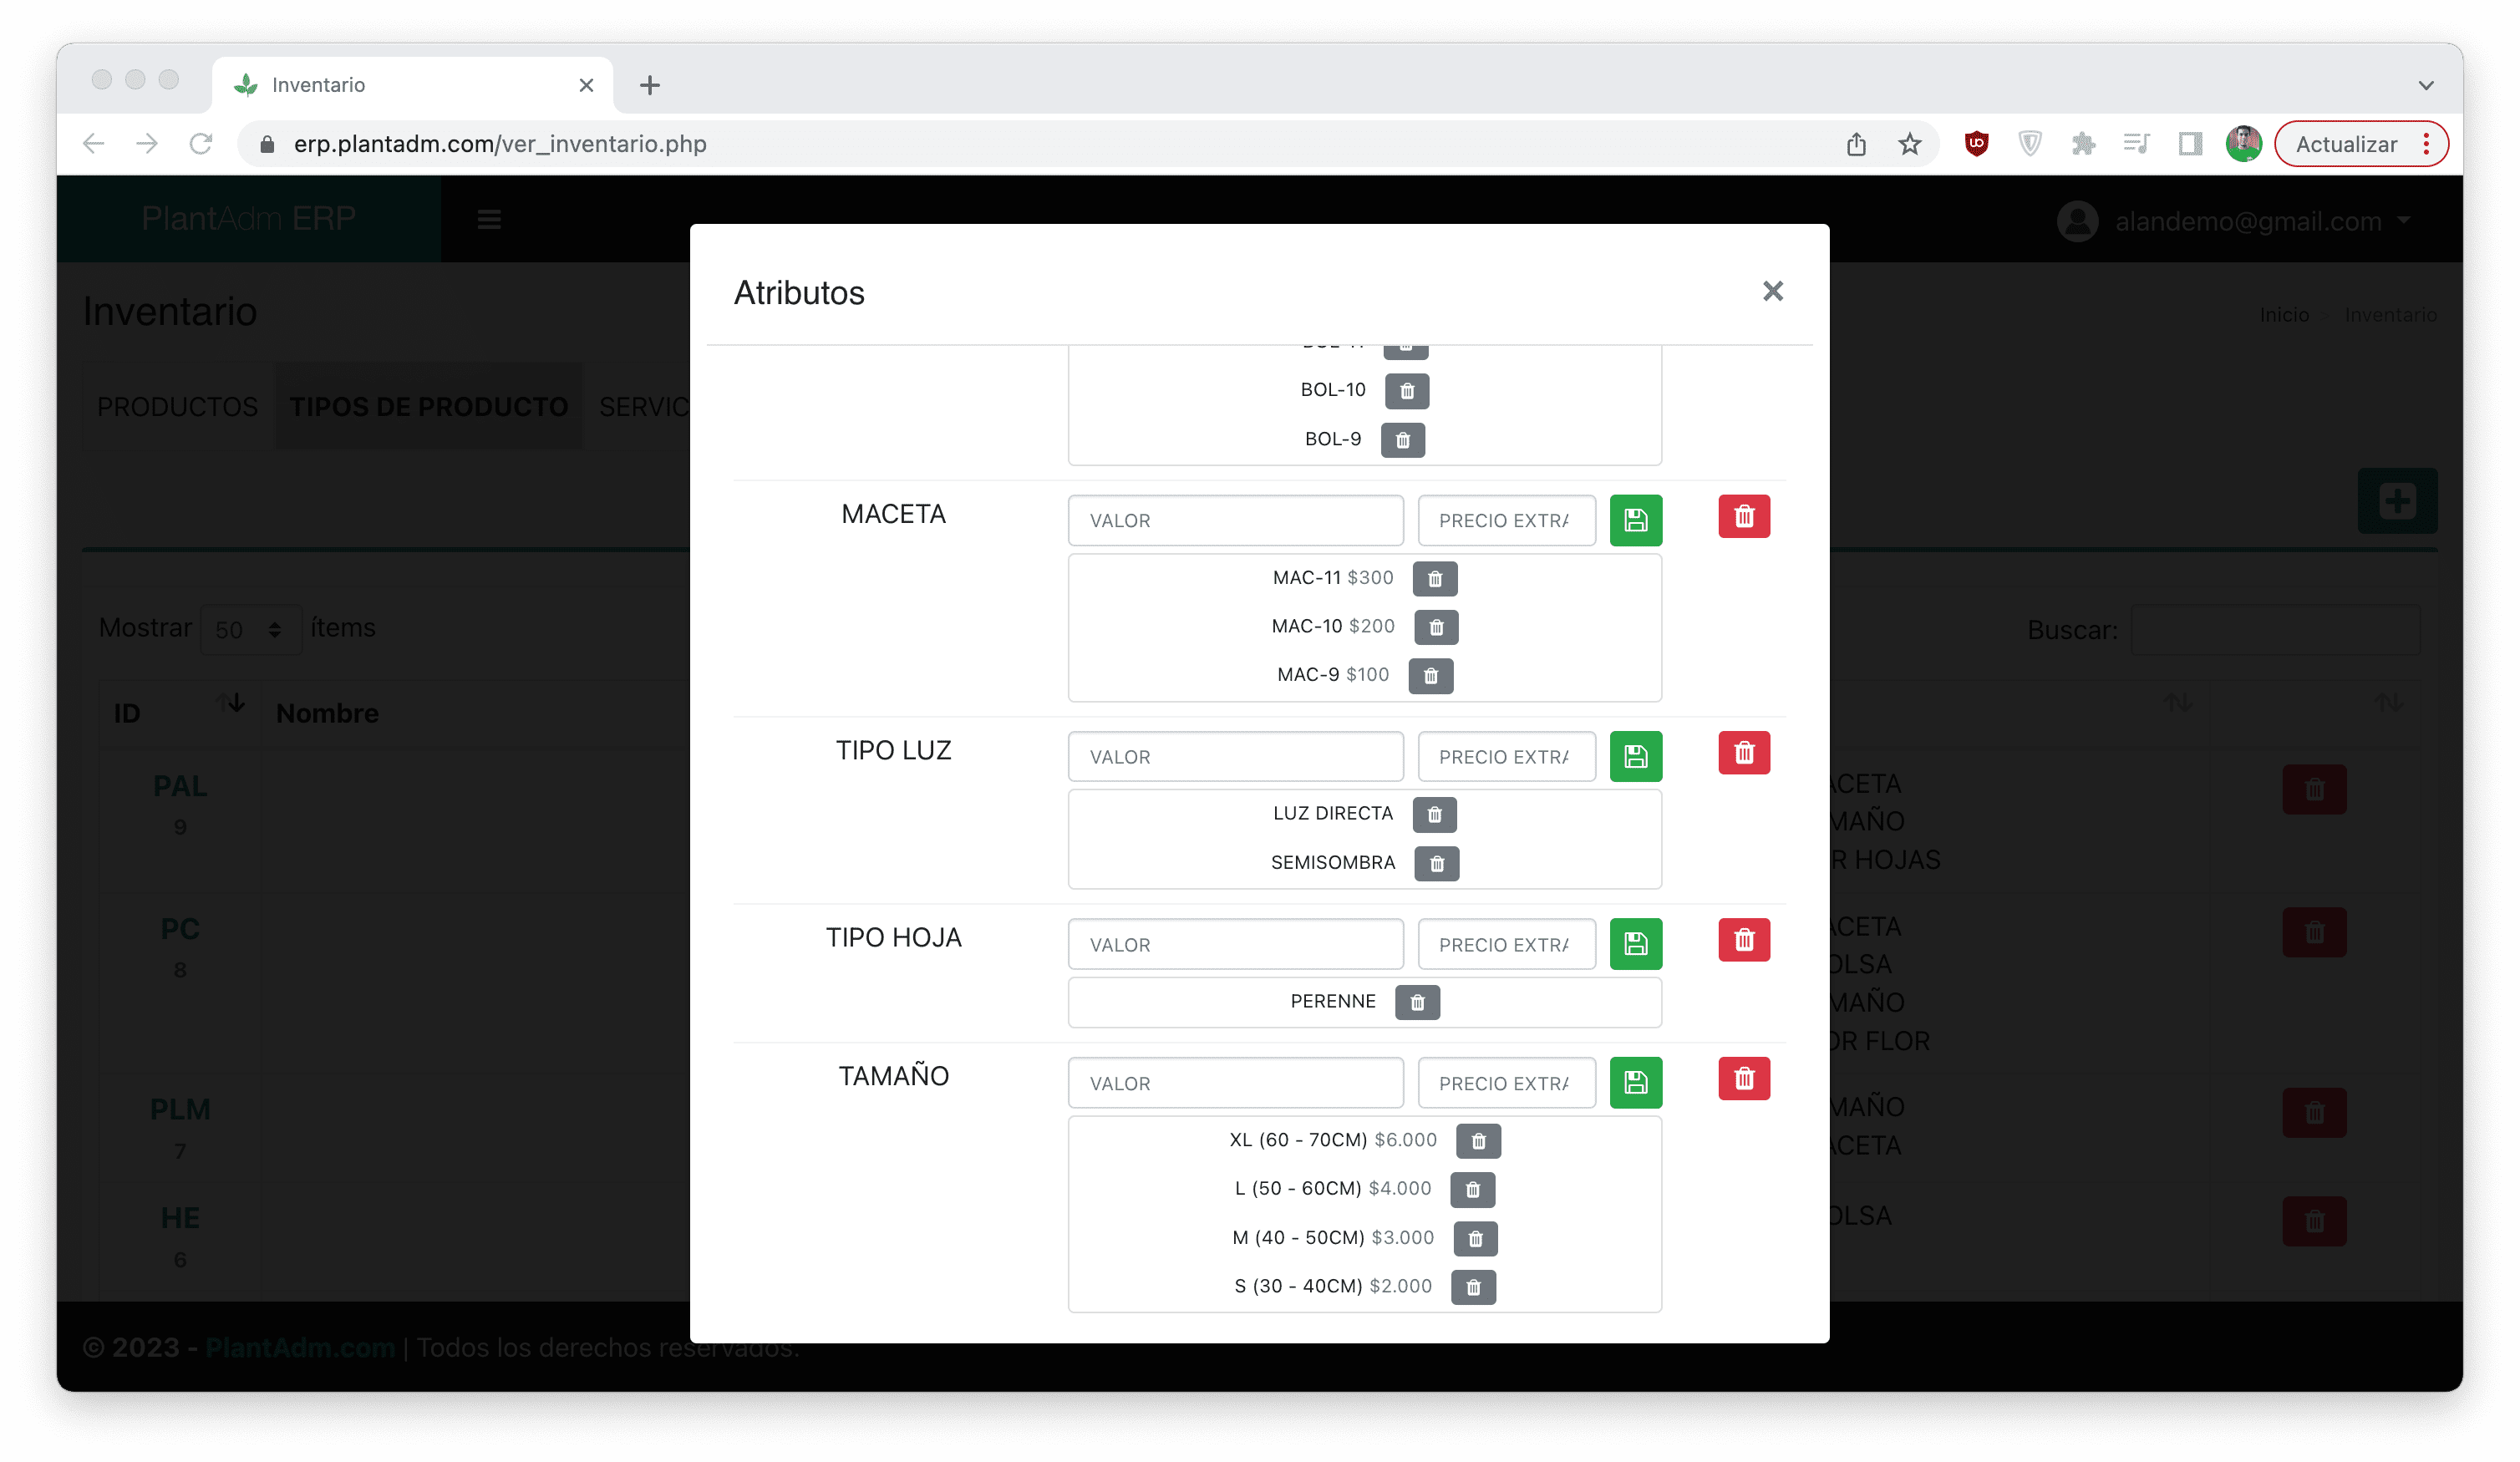 Inventario
erp.plantadm.com/ver_inventario.php
Actualizar
PlantAdm ERP
alandemo@gmail.com
Inventario
Inicio
Inventario
PRODUCTOS
TIPOS DE PRODUCTO
SERVIC
Mostrar 50 ítems
Buscar:
ID
Nombre
PAL
9
PC
8
PLM
7
HE
6
Atributos
BOL-10
BOL-9
MACETA
VALOR
PRECIO EXTRA
MAC-11 $300
MAC-10 $200
MAC-9 $100
TIPO LUZ
VALOR
PRECIO EXTRA
LUZ DIRECTA
SEMISOMBRA
TIPO HOJA
VALOR
PRECIO EXTRA
PERENNE
TAMAÑO
VALOR
PRECIO EXTRA
XL (60 - 70CM) $6.000
L (50 - 60CM) $4.000
M (40 - 50CM) $3.000
S (30 - 40CM) $2.000
ACETA
MAÑO
R HOJAS
ACETA
OLSA
MAÑO
OR FLOR
MAÑO
ACETA
OLSA
© 2023 - PlantAdm.com | Todos los derechos reservados.